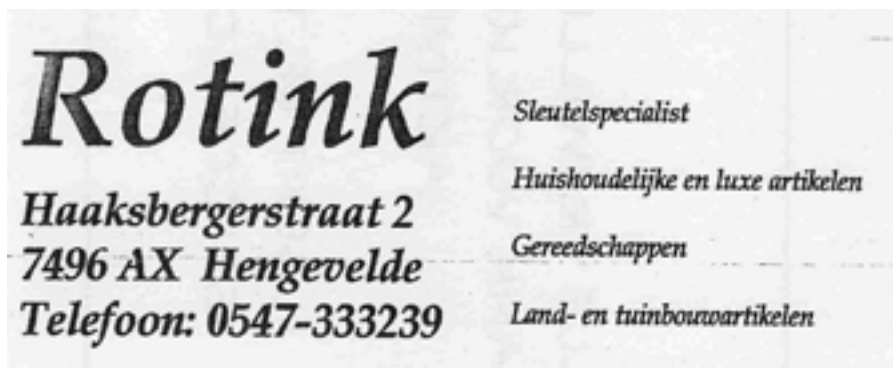 Rotink
Haaksbergerstraat 2
7496 AX Hengevelde
Telefoon: 0547-333239
Sleutelspecialist
Huishoudelijke en luxe artikelen
Gereedschappen
Land- en tuinbouwartikelen